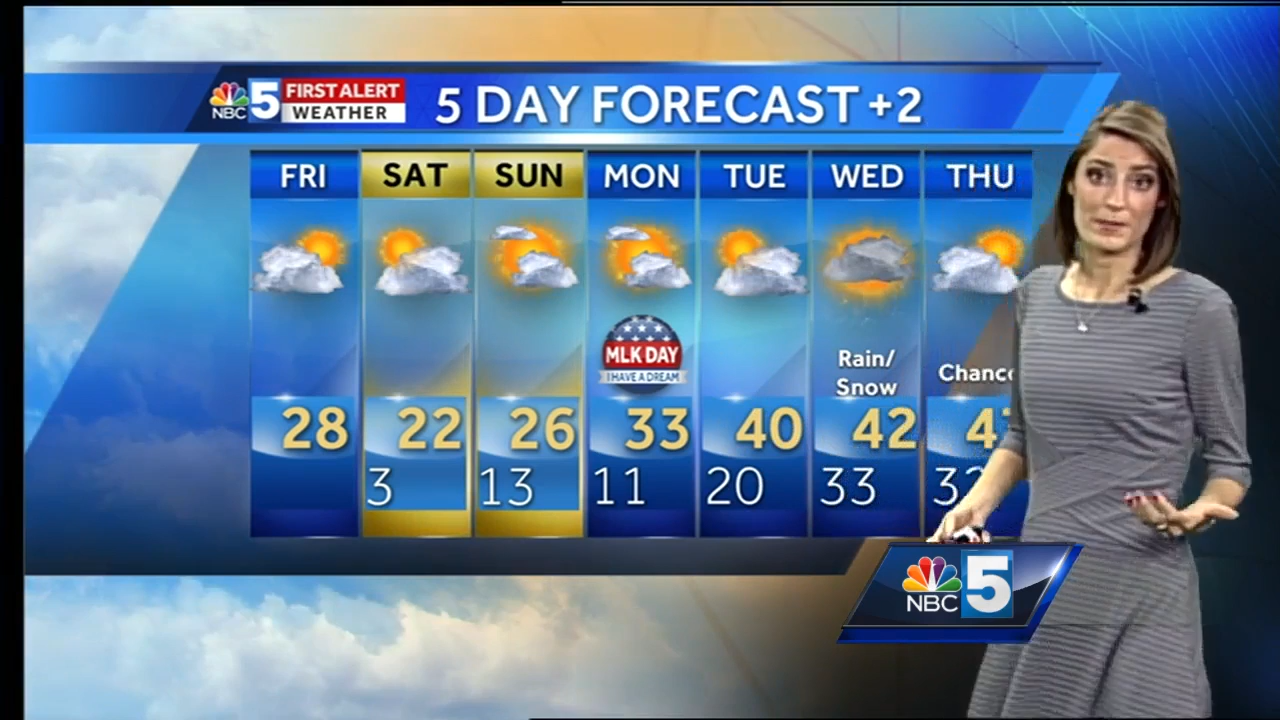 NBC 5 FIRST ALERT WEATHER
5 DAY FORECAST +2
FRI SAT SUN MON TUE WED THU
MLK DAY
I HAVE A DREAM
Rain/
Snow
28 22 26 33 40 42
3 13 11 20 33
NBC 5